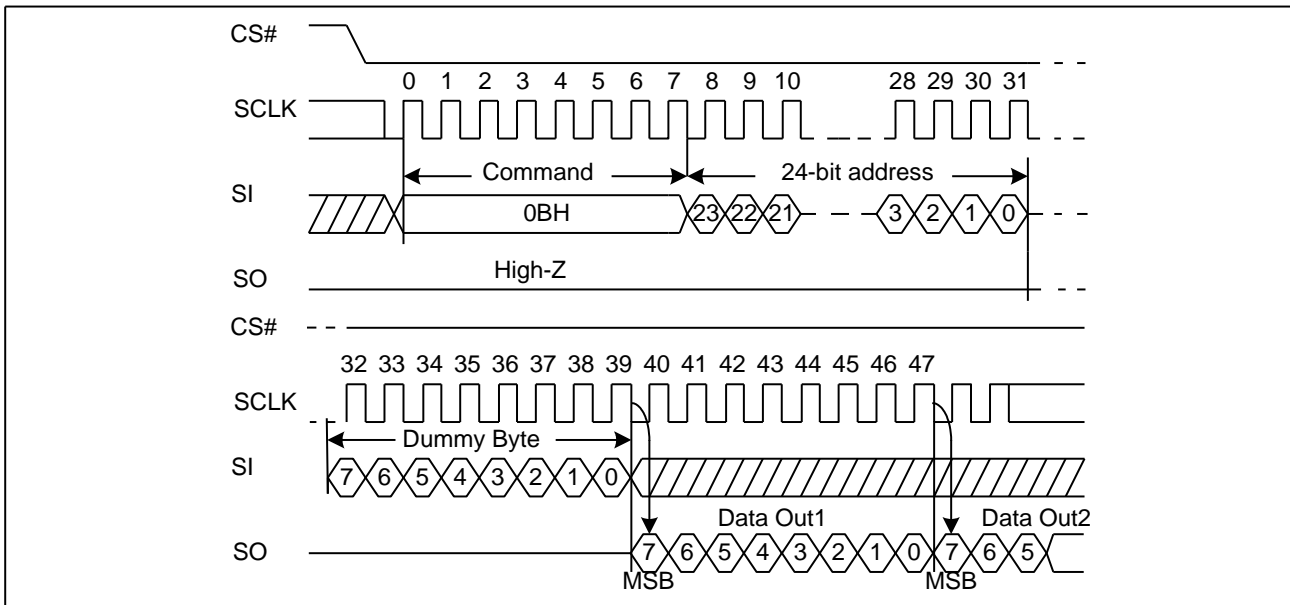 CS#
0 1 2 3 4 5 6 7 8 9 10 28 29 30 31
SCLK
Command 24-bit address
SI
0BH 23 22 21 3 2 1 0
High-Z
SO
CS#
32 33 34 35 36 37 38 39 40 41 42 43 44 45 46 47
SCLK
Dummy Byte
SI
7 6 5 4 3 2 1 0
Data Out1 Data Out2
SO
7 6 5 4 3 2 1 0 7 6 5
MSB MSB